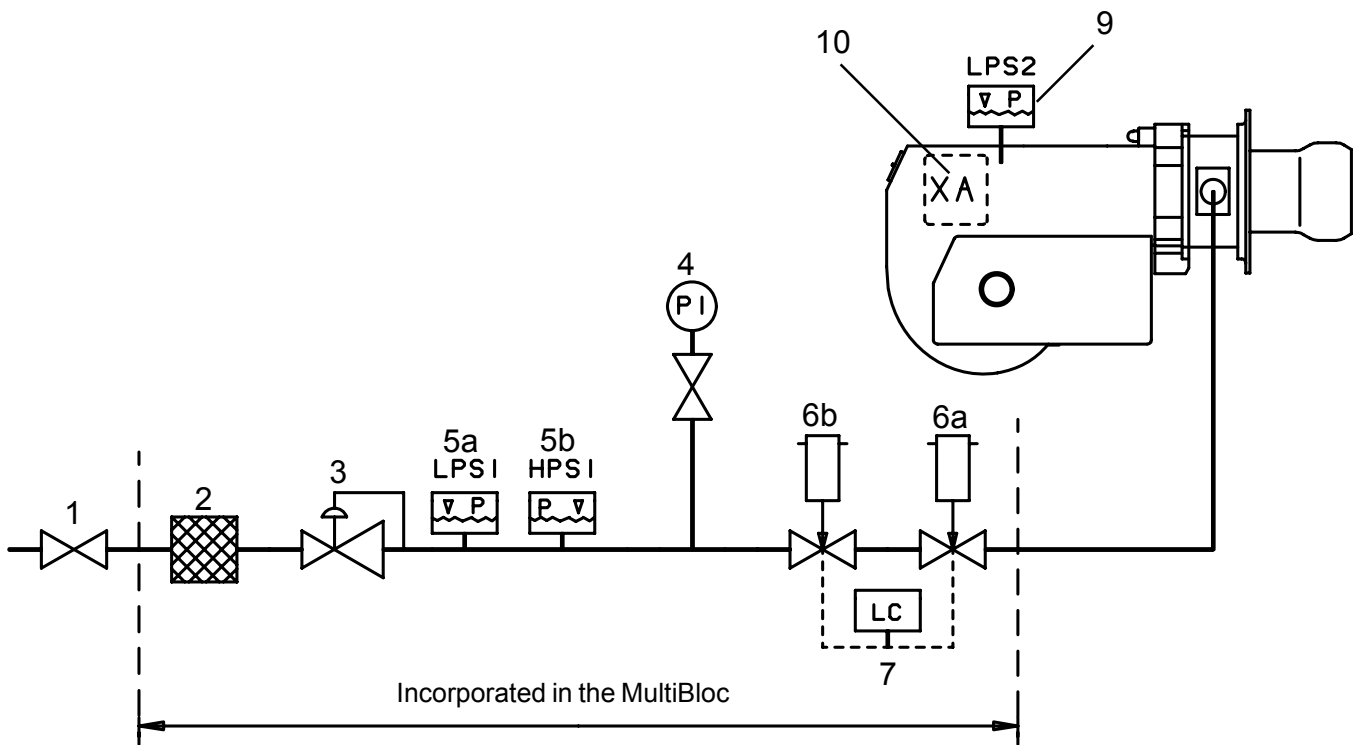 9
10
LPS2
P
XA
4
PI
6b
6a
5a
5b
LPS1
HPS1
3
P
P
2
1
LC
7
Incorporated in the MultiBloc